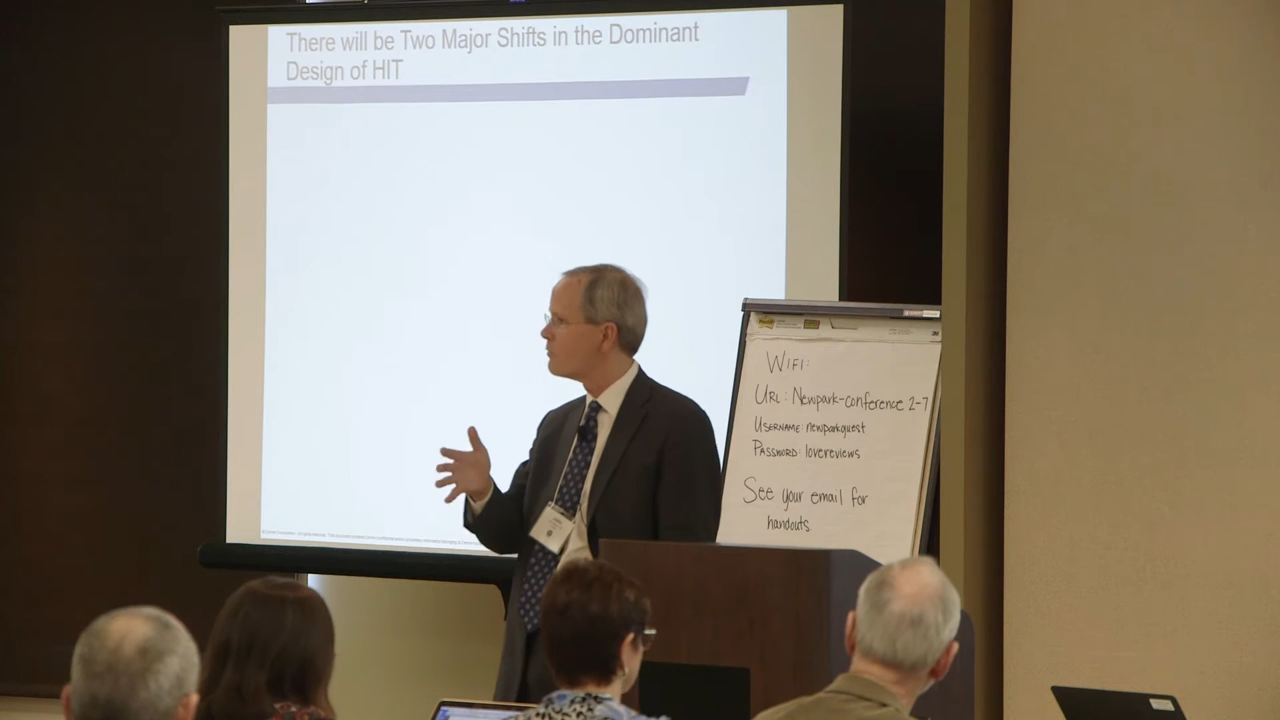 There will be Two Major Shifts in the Dominant
Design of HIT
WIFI:
URL: Newpark-conference 2-7
USERNAME: newparkguest
PASSWORD: lovereviews
See your email for
handouts